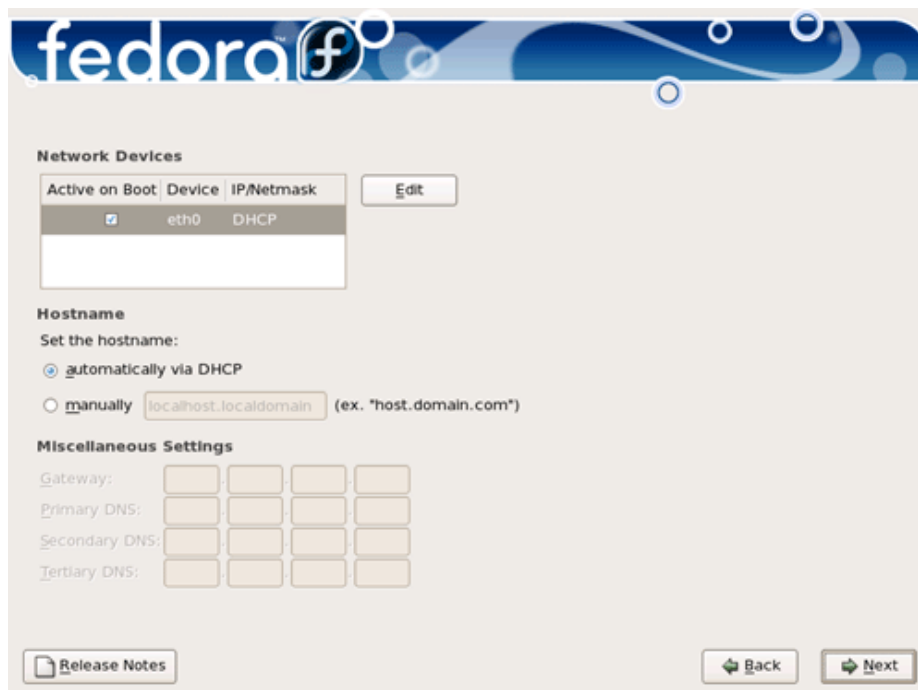 fedora™
Network Devices
Active on Boot Device IP/Netmask
eth0 DHCP
Edit
Hostname
Set the hostname:
automatically via DHCP
manually localhost.localdomain (ex. "host.domain.com")
Miscellaneous Settings
Gateway:
Primary DNS:
Secondary DNS:
Tertiary DNS:
Release Notes
Back
Next